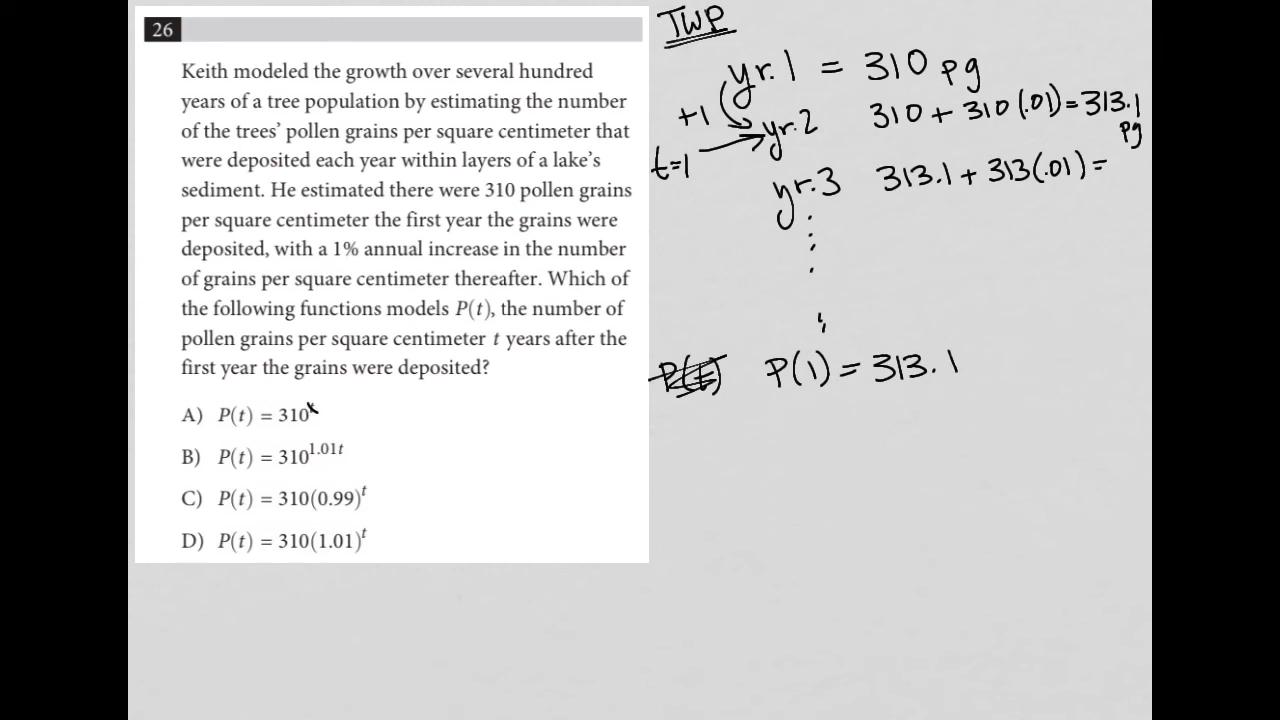 26
Keith modeled the growth over several hundred
years of a tree population by estimating the number
of the trees’ pollen grains per square centimeter that
were deposited each year within layers of a lake’s
sediment. He estimated there were 310 pollen grains
per square centimeter the first year the grains were
deposited, with a 1% annual increase in the number
of grains per square centimeter thereafter. Which of
the following functions models P(t), the number of
pollen grains per square centimeter t years after the
first year the grains were deposited?
A) P(t) = 310^t
B) P(t) = 310^1.01t
C) P(t) = 310(0.99)^t
D) P(t) = 310(1.01)^t
TWP
yr. 1 = 310 pg
+1
yr. 2 310 + 310 (.01) = 313.1
pg
t=1
yr. 3 313.1 + 313(.01) =
P(t) P(1) = 313.1